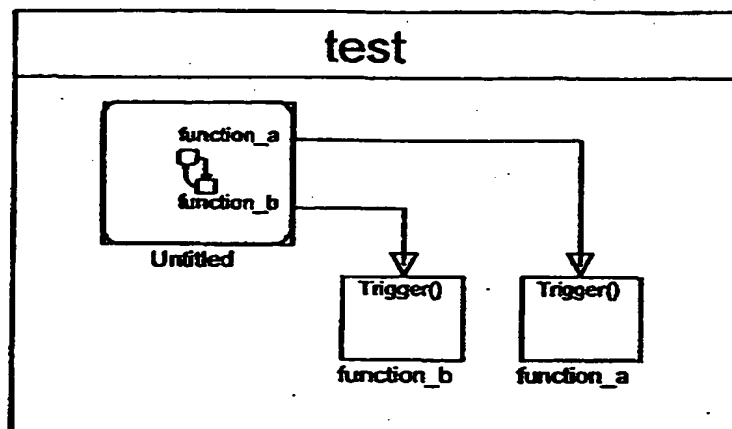 test
function_a
function_b
Untitled
Trigger()
Trigger()
function_b
function_a